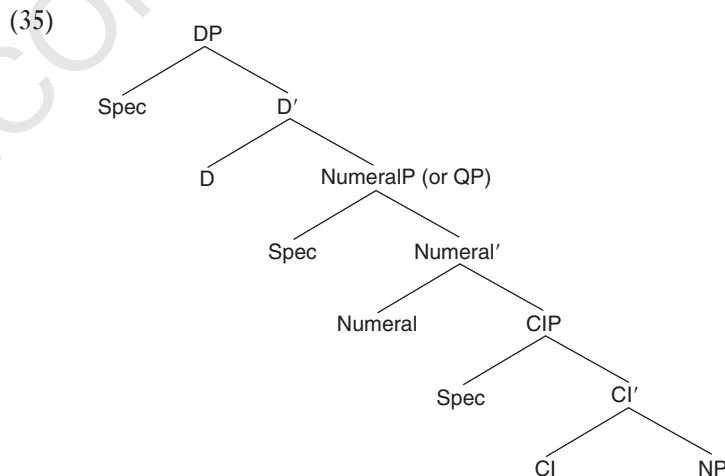 (35)
DP
Spec D′
D NumeralP (or QP)
Spec Numeral′
Numeral ClP
Spec Cl′
Cl NP